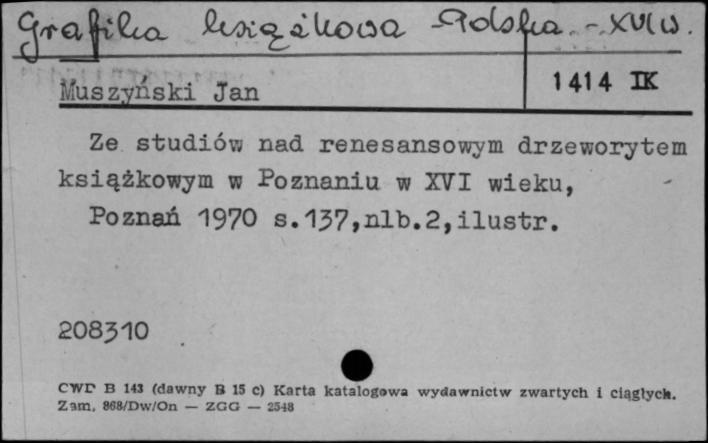 Grafika książkowa Polska - XVI w.
Muszyński Jan
1414 IK
Ze studiów nad renesansowym drzeworytem
książkowym w Poznaniu w XVI wieku,
Poznań 1970 s.137,nlb.2,ilustr.
208310
CWD B 143 (dawny B 15 c) Karta katalogowa wydawnictw zwartych i ciągłych.
Zam. 868/Dw/On — ZGG — 2548